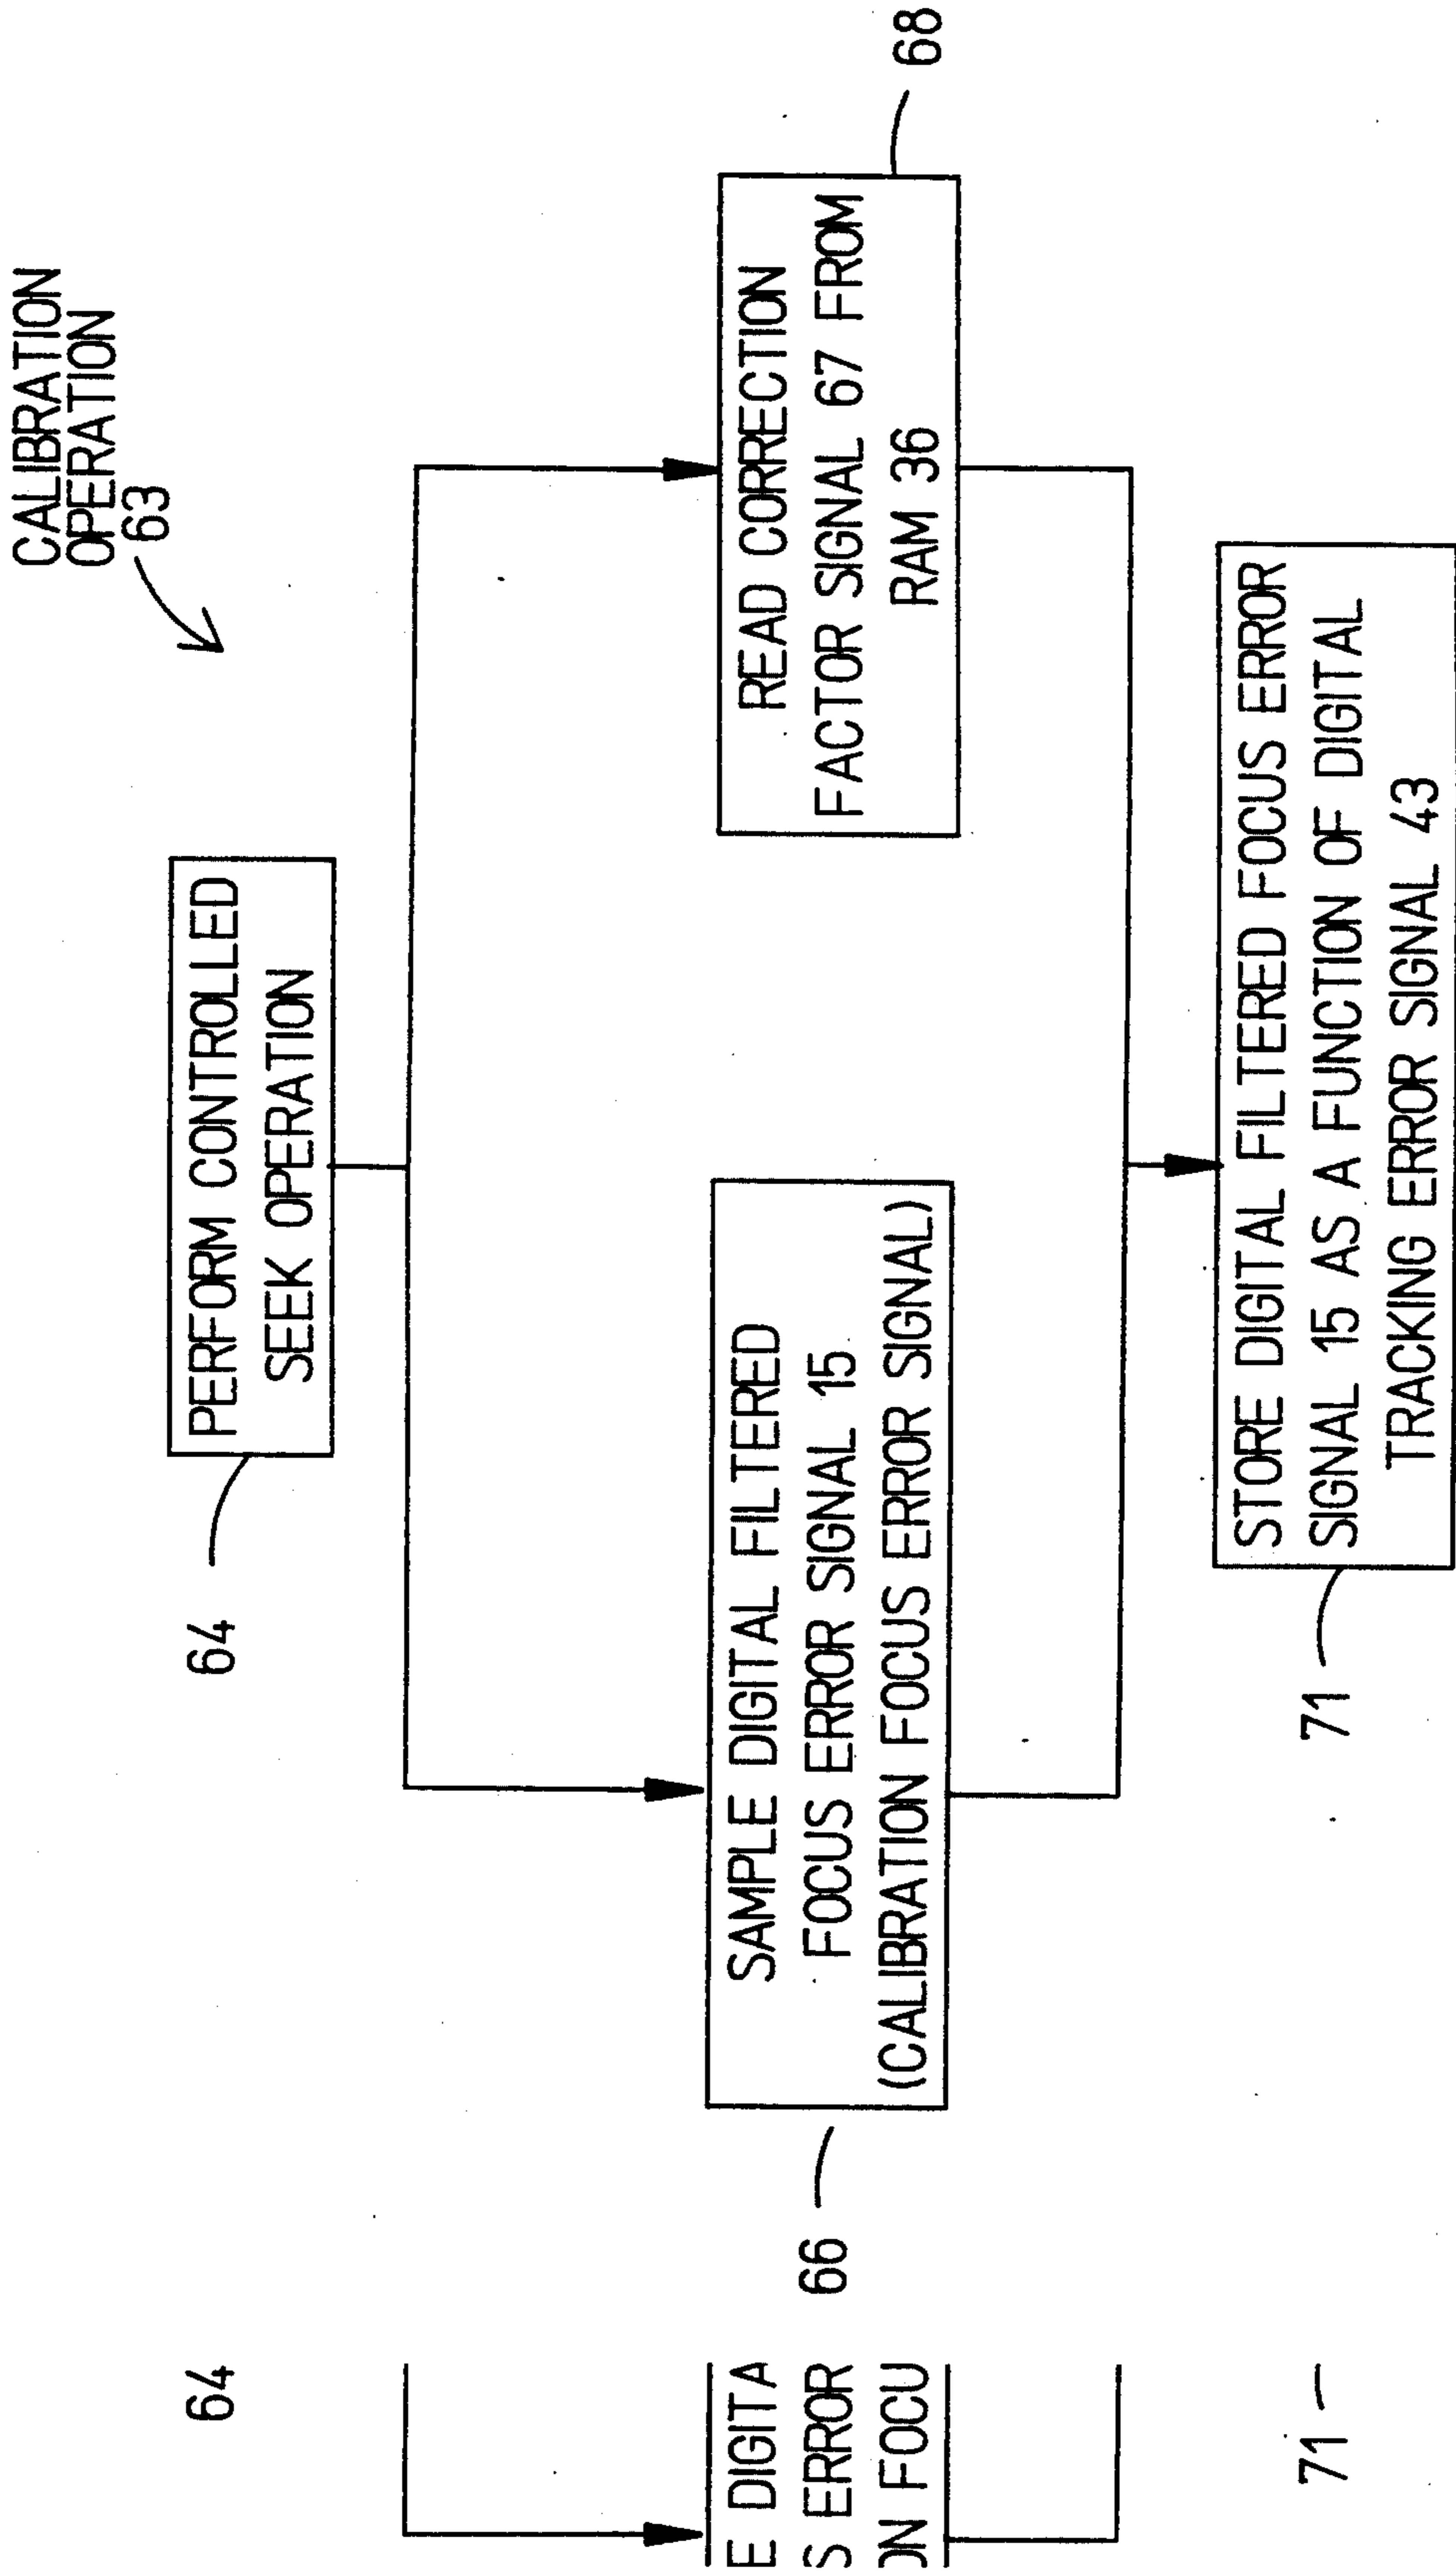 CALIBRATION
OPERATION
63
64
PERFORM CONTROLLED
SEEK OPERATION
66
SAMPLE DIGITAL FILTERED
FOCUS ERROR SIGNAL 15
(CALIBRATION FOCUS ERROR SIGNAL)
READ CORRECTION
FACTOR SIGNAL 67 FROM
RAM 36
68
71
STORE DIGITAL FILTERED FOCUS ERROR
SIGNAL 15 AS A FUNCTION OF DIGITAL
TRACKING ERROR SIGNAL 43
64
E DIGITA
S ERROR
ON FOCU
71